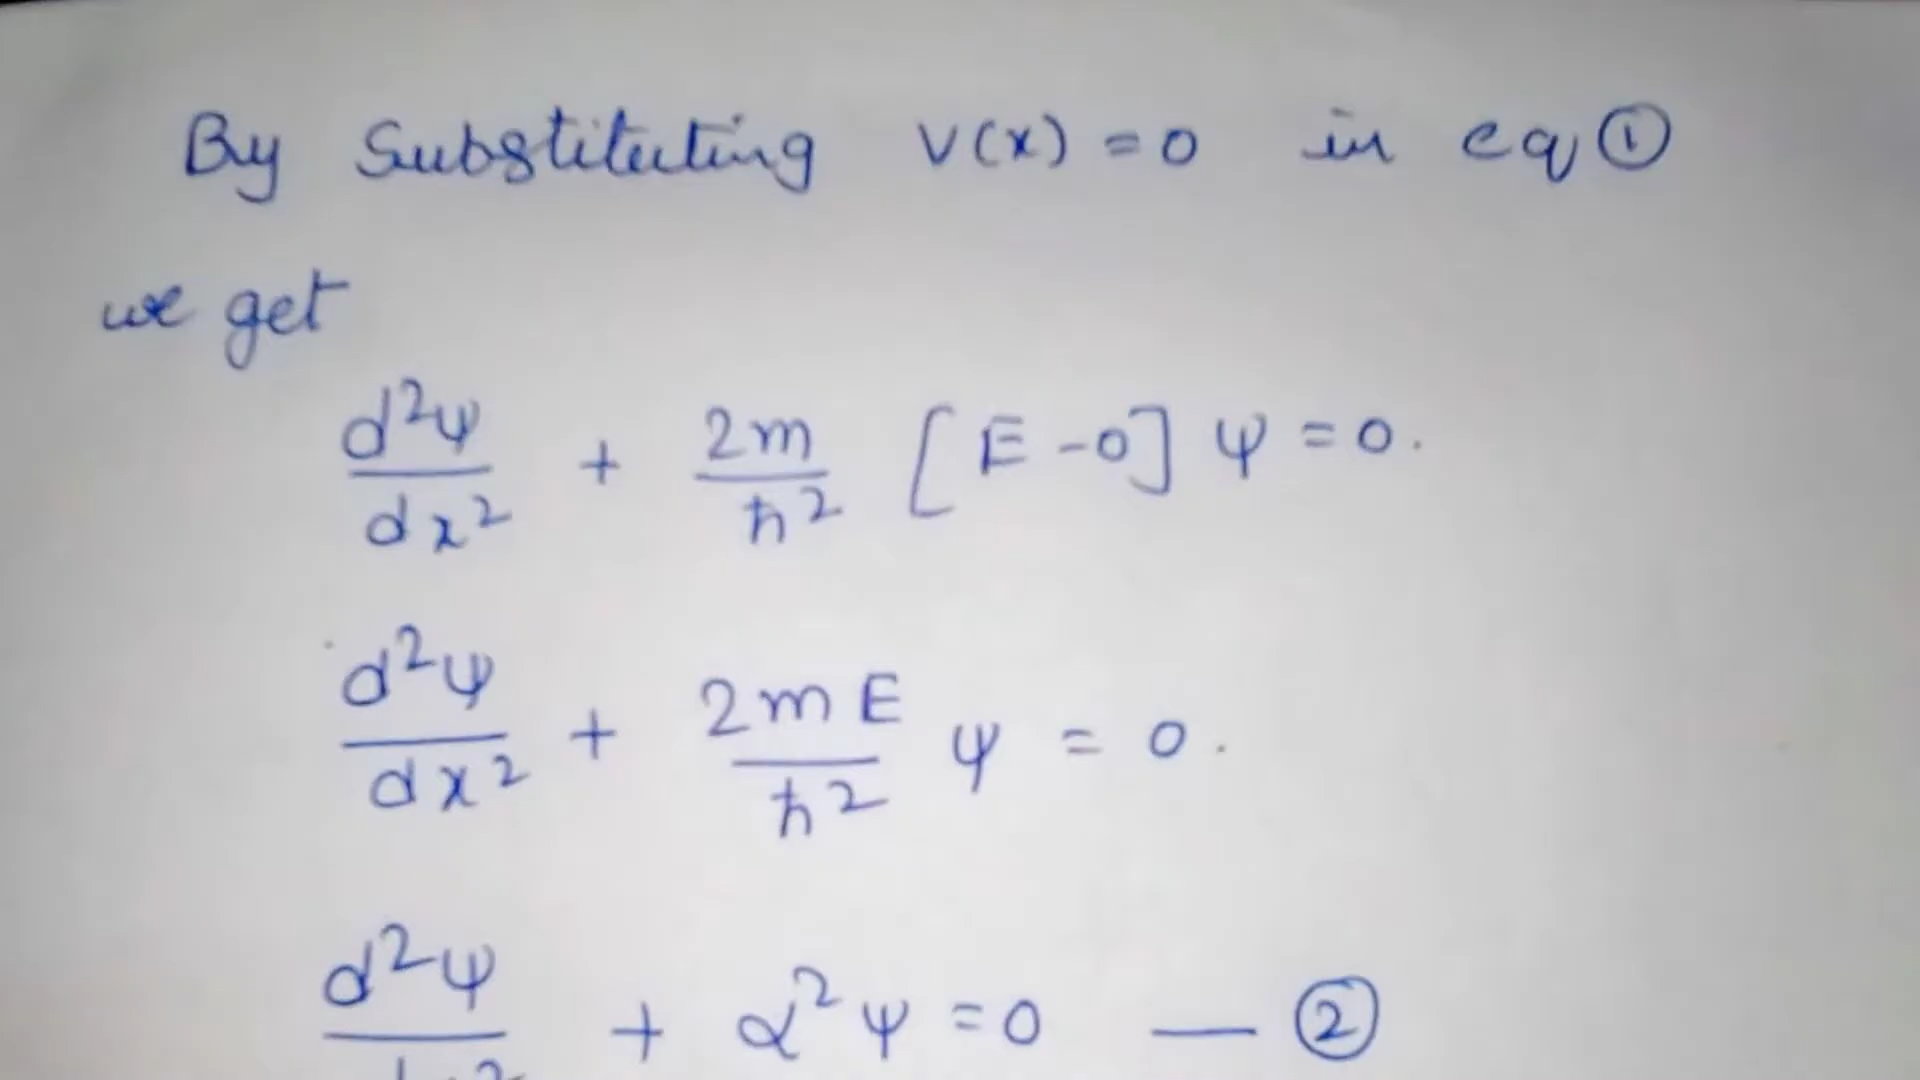 By Substituting V(x) = 0 in eq ①
we get
d²ψ/dx² + 2m/ħ² [E - 0] ψ = 0.
d²ψ/dx² + 2mE/ħ² ψ = 0.
d²ψ/dx² + α²ψ = 0 — ②